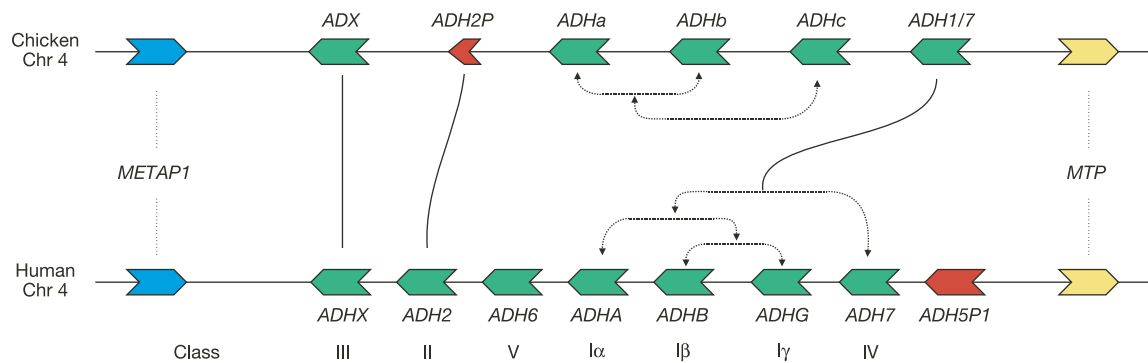 ADX ADH2P ADHa ADHb ADHc ADH1/7
Chicken
Chr 4
METAP1 MTP
Human
Chr 4
ADHX ADH2 ADH6 ADHA ADHB ADHG ADH7 ADH5P1
Class III II V Iα Iβ Iγ IV